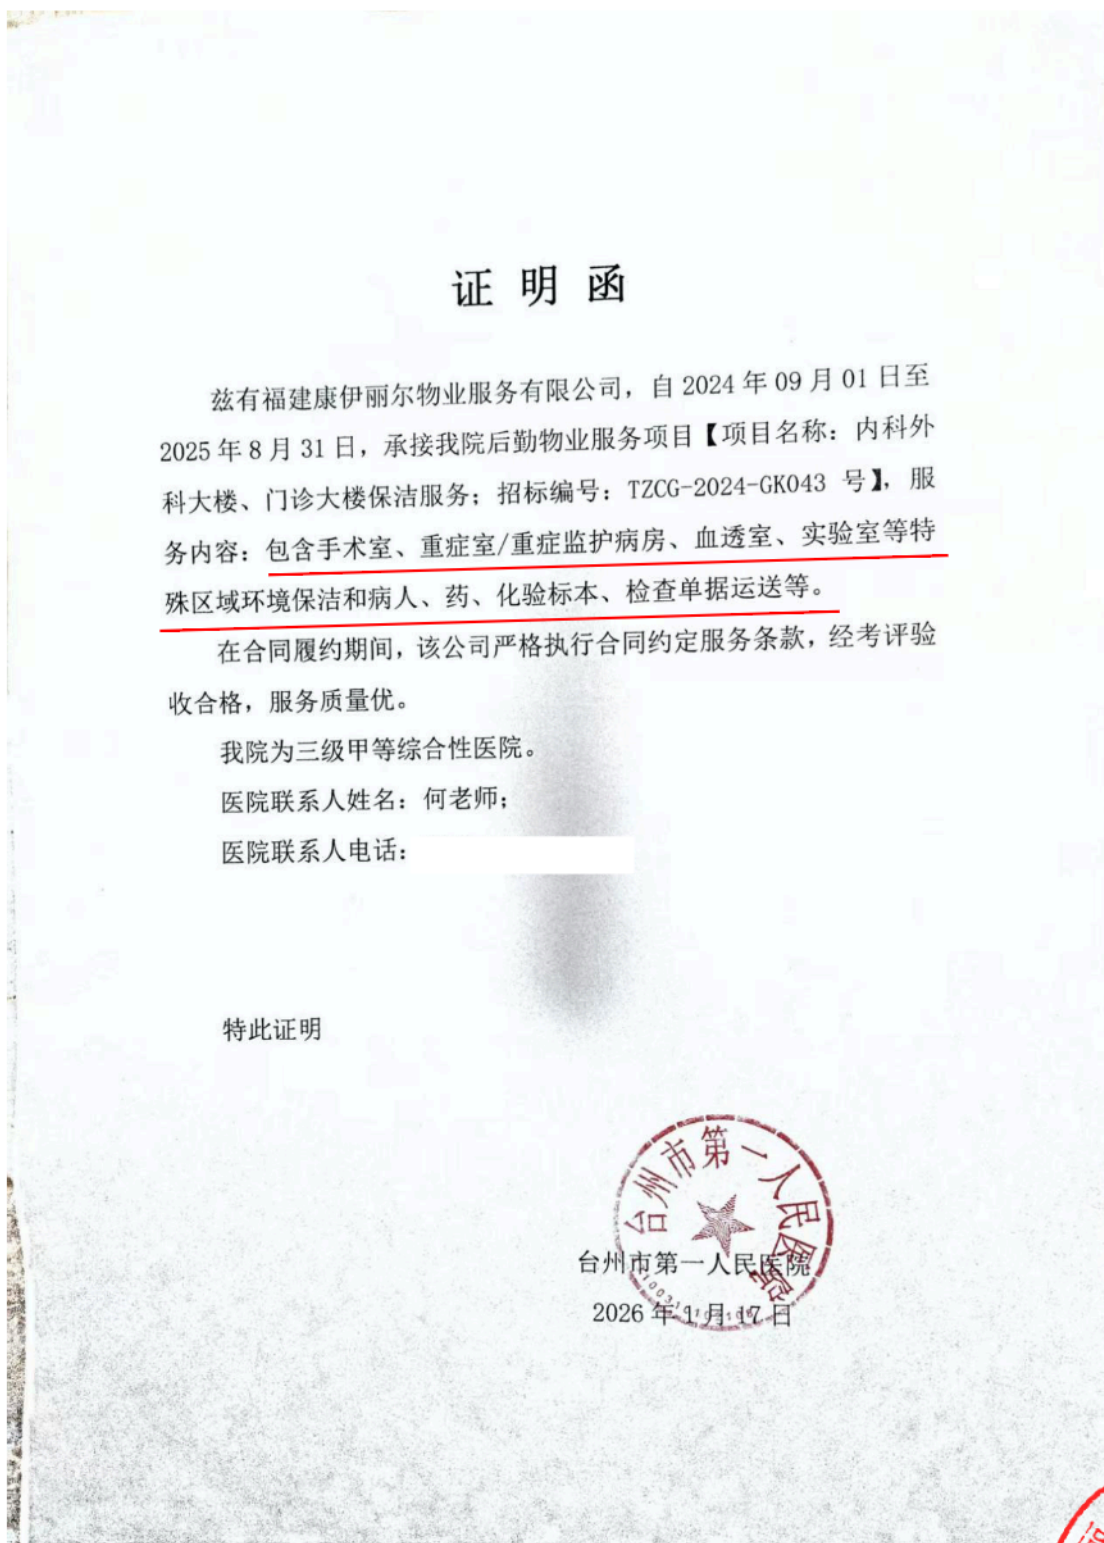 证明函
兹有福建康伊丽尔物业服务有限公司，自 2024 年 09 月 01 日至
2025 年 8 月 31 日，承接我院后勤物业服务项目【项目名称：内科外
科大楼、门诊大楼保洁服务；招标编号：TZCG-2024-GK043 号】，服
务内容：包含手术室、重症室/重症监护病房、血透室、实验室等特
殊区域环境保洁和病人、药、化验标本、检查单据运送等。
在合同履约期间，该公司严格执行合同约定服务条款，经考评验
收合格，服务质量优。
我院为三级甲等综合性医院。
医院联系人姓名：何老师；
医院联系人电话：
特此证明
台州市第一人民医院
台州市第一人民医院
2026 年 1 月 17 日